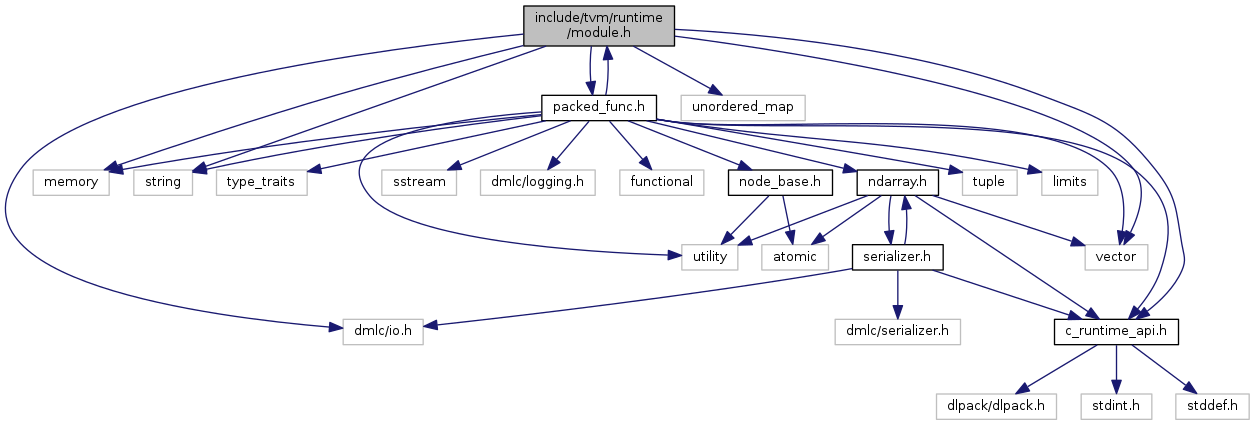 include/tvm/runtime
/module.h
packed_func.h
unordered_map
memory
string
type_traits
sstream
dmlc/logging.h
functional
node_base.h
ndarray.h
tuple
limits
utility
atomic
serializer.h
vector
dmlc/io.h
dmlc/serializer.h
c_runtime_api.h
dlpack/dlpack.h
stdint.h
stddef.h